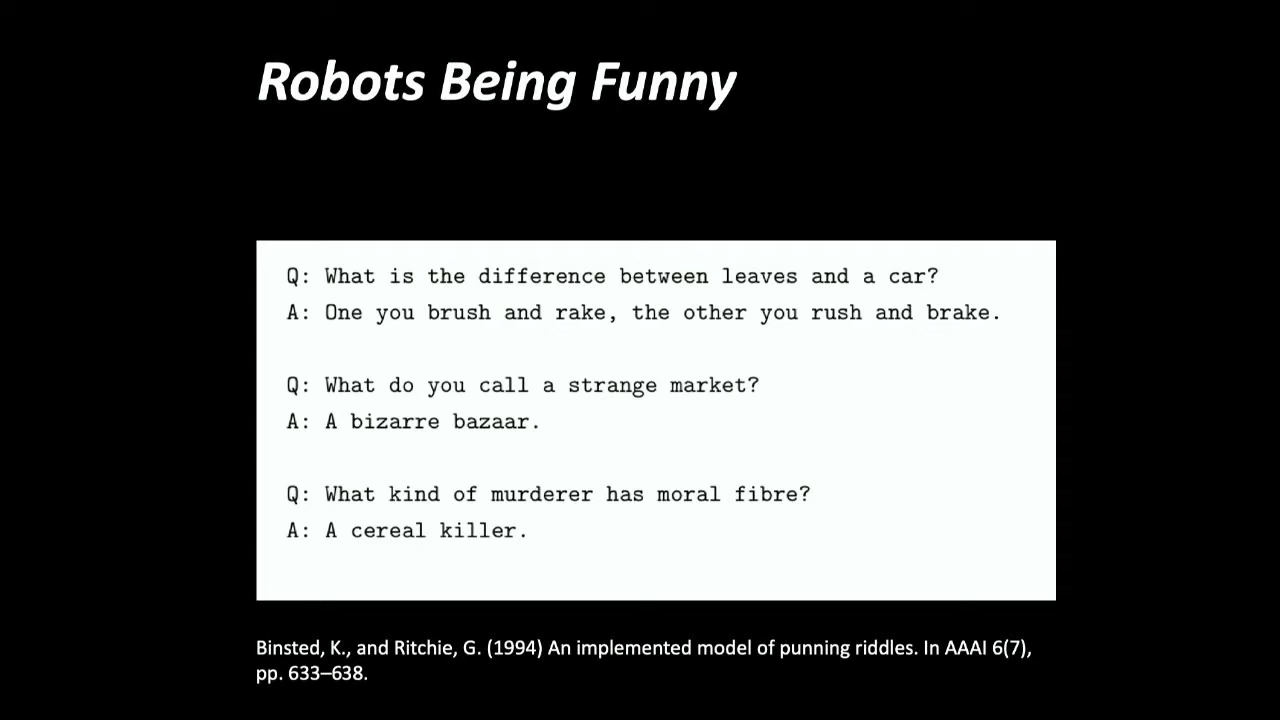 Robots Being Funny
Q: What is the difference between leaves and a car?
A: One you brush and rake, the other you rush and brake.
Q: What do you call a strange market?
A: A bizarre bazaar.
Q: What kind of murderer has moral fibre?
A: A cereal killer.
Binsted, K., and Ritchie, G. (1994) An implemented model of punning riddles. In AAAI 6(7),
pp. 633–638.